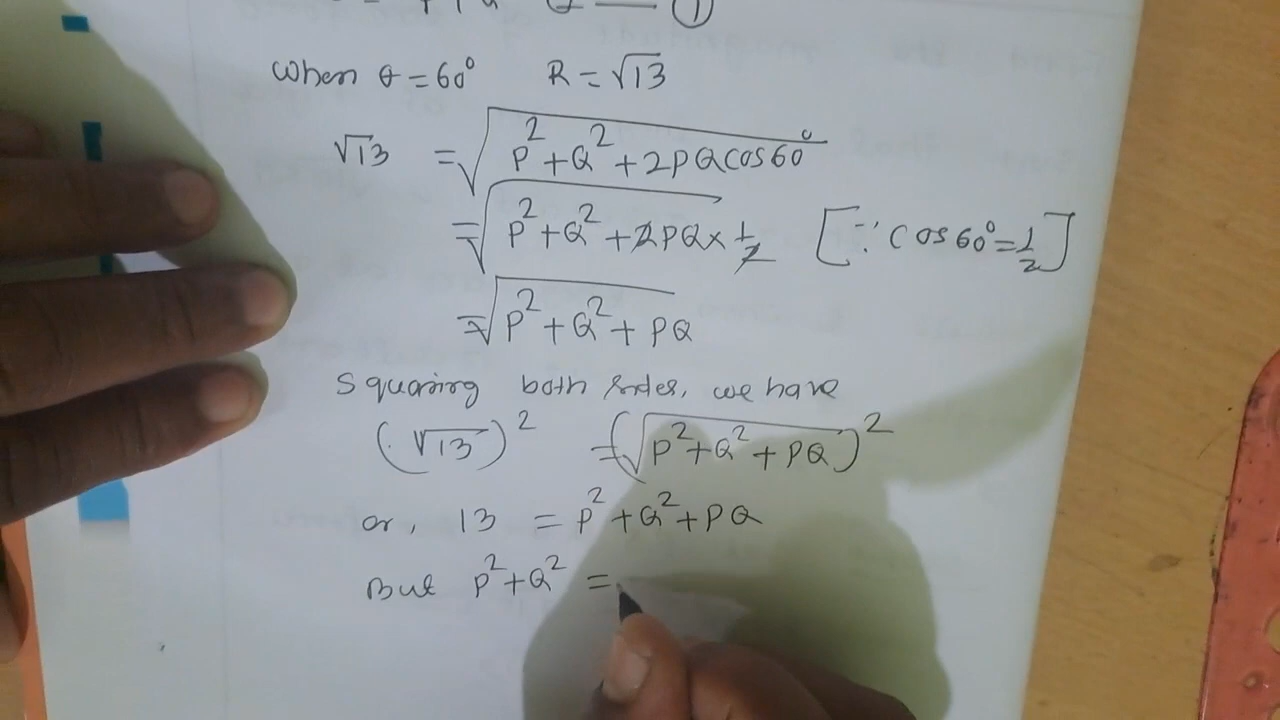 When θ = 60° R = √13
√13 = √P² + Q² + 2PQ cos 60°
= √P² + Q² + 2PQ × 1/2 [∵ cos 60° = 1/2]
= √P² + Q² + PQ
Squaring both sides, we have
(√13)² = (√P² + Q² + PQ)²
or, 13 = P² + Q² + PQ
But P² + Q² =